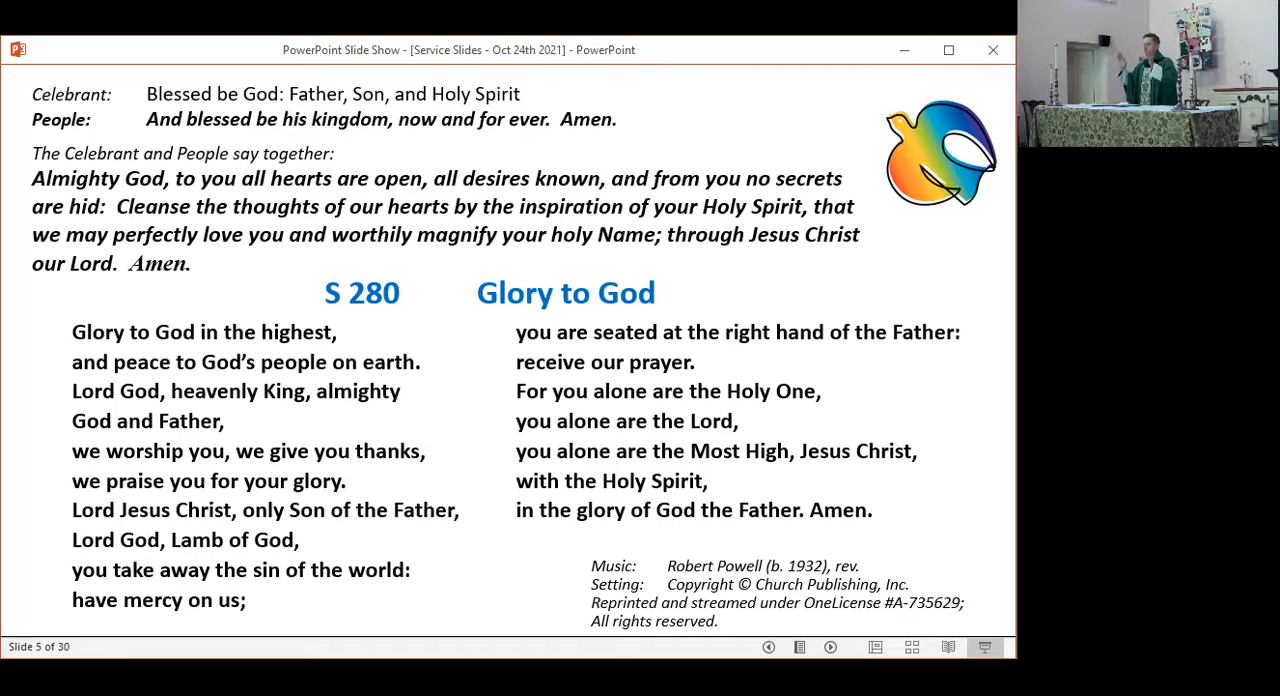 PowerPoint Slide Show - [Service Slides - Oct 24th 2021] - PowerPoint
Celebrant: Blessed be God: Father, Son, and Holy Spirit
People: And blessed be his kingdom, now and for ever. Amen.
The Celebrant and People say together:
Almighty God, to you all hearts are open, all desires known, and from you no secrets
are hid: Cleanse the thoughts of our hearts by the inspiration of your Holy Spirit, that
we may perfectly love you and worthily magnify your holy Name; through Jesus Christ
our Lord. Amen.
S 280 Glory to God
Glory to God in the highest,
and peace to God’s people on earth.
Lord God, heavenly King, almighty
God and Father,
we worship you, we give you thanks,
we praise you for your glory.
Lord Jesus Christ, only Son of the Father,
Lord God, Lamb of God,
you take away the sin of the world:
have mercy on us;
you are seated at the right hand of the Father:
receive our prayer.
For you alone are the Holy One,
you alone are the Lord,
you alone are the Most High, Jesus Christ,
with the Holy Spirit,
in the glory of God the Father. Amen.
Music: Robert Powell (b. 1932), rev.
Setting: Copyright © Church Publishing, Inc.
Reprinted and streamed under OneLicense #A-735629;
All rights reserved.
Slide 5 of 30